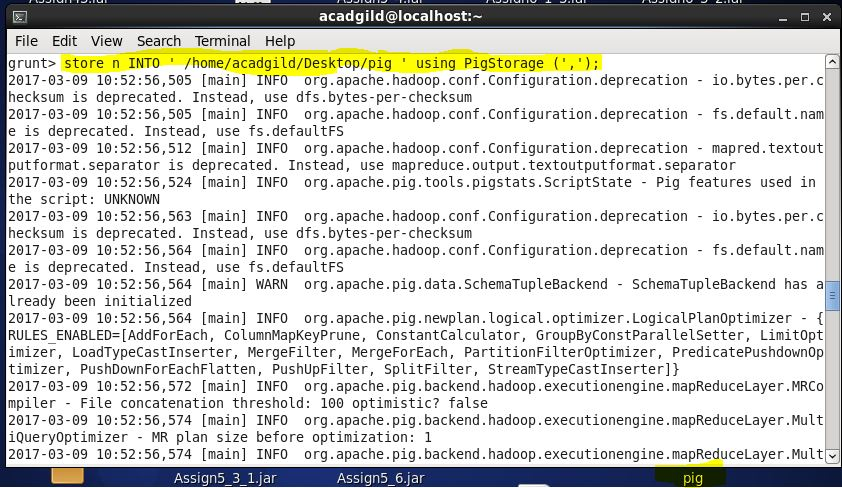 Assign6_1_3.jar
acadgild@localhost:~
File Edit View Search Terminal Help
grunt> store n INTO ' /home/acadgild/Desktop/pig ' using PigStorage (',');
2017-03-09 10:52:56,505 [main] INFO  org.apache.hadoop.conf.Configuration.deprecation - io.bytes.per.c
hecksum is deprecated. Instead, use dfs.bytes-per-checksum
2017-03-09 10:52:56,505 [main] INFO  org.apache.hadoop.conf.Configuration.deprecation - fs.default.nam
e is deprecated. Instead, use fs.defaultFS
2017-03-09 10:52:56,512 [main] INFO  org.apache.hadoop.conf.Configuration.deprecation - mapred.textout
putformat.separator is deprecated. Instead, use mapreduce.output.textoutputformat.separator
2017-03-09 10:52:56,524 [main] INFO  org.apache.pig.tools.pigstats.ScriptState - Pig features used in
the script: UNKNOWN
2017-03-09 10:52:56,563 [main] INFO  org.apache.hadoop.conf.Configuration.deprecation - io.bytes.per.c
hecksum is deprecated. Instead, use dfs.bytes-per-checksum
2017-03-09 10:52:56,564 [main] INFO  org.apache.hadoop.conf.Configuration.deprecation - fs.default.nam
e is deprecated. Instead, use fs.defaultFS
2017-03-09 10:52:56,564 [main] WARN  org.apache.pig.data.SchemaTupleBackend - SchemaTupleBackend has a
lready been initialized
2017-03-09 10:52:56,564 [main] INFO  org.apache.pig.newplan.logical.optimizer.LogicalPlanOptimizer - {
RULES_ENABLED=[AddForEach, ColumnMapKeyPrune, ConstantCalculator, GroupByConstParallelSetter, LimitOpt
imizer, LoadTypeCastInserter, MergeFilter, MergeForEach, PartitionFilterOptimizer, PredicatePushdownOp
timizer, PushDownForEachFlatten, PushUpFilter, SplitFilter, StreamTypeCastInserter]}
2017-03-09 10:52:56,572 [main] INFO  org.apache.pig.backend.hadoop.executionengine.mapReduceLayer.MRCo
mpiler - File concatenation threshold: 100 optimistic? false
2017-03-09 10:52:56,574 [main] INFO  org.apache.pig.backend.hadoop.executionengine.mapReduceLayer.Mult
iQueryOptimizer - MR plan size before optimization: 1
2017-03-09 10:52:56,574 [main] INFO  org.apache.pig.backend.hadoop.executionengine.mapReduceLayer.Mult
Assign5_3_1.jar Assign5_6.jar pig